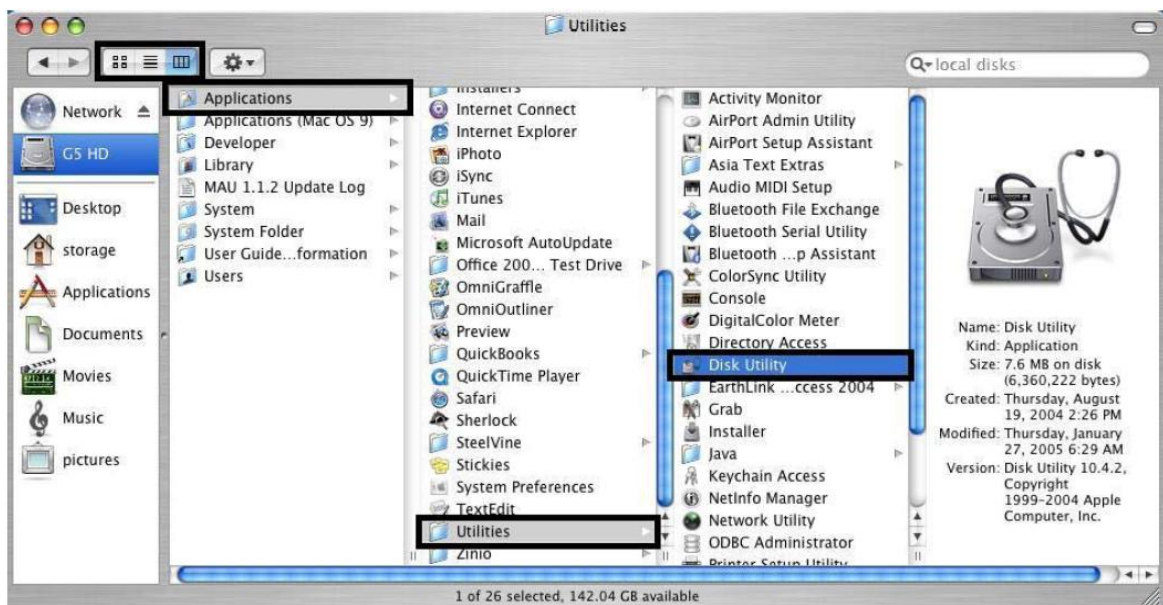 Utilities
local disks
Network
G5 HD
Desktop
storage
Applications
Documents
Movies
Music
pictures
Applications
Applications (Mac OS 9)
Developer
Library
MAU 1.1.2 Update Log
System
System Folder
User Guide...formation
Users
Installers
Internet Connect
Internet Explorer
iPhoto
iSync
iTunes
Mail
Microsoft AutoUpdate
Office 200... Test Drive
OmniGraffle
OmniOutliner
Preview
QuickBooks
QuickTime Player
Safari
Sherlock
SteelVine
Stickies
System Preferences
TextEdit
Utilities
Zinio
Activity Monitor
AirPort Admin Utility
AirPort Setup Assistant
Asia Text Extras
Audio MIDI Setup
Bluetooth File Exchange
Bluetooth Serial Utility
Bluetooth ...p Assistant
ColorSync Utility
Console
DigitalColor Meter
Directory Access
Disk Utility
EarthLink ...ccess 2004
Grab
Installer
Java
Keychain Access
NetInfo Manager
Network Utility
ODBC Administrator
Printer Setup Utility
Name: Disk Utility
Kind: Application
Size: 7.6 MB on disk
(6,360,222 bytes)
Created: Thursday, August
19, 2004 2:26 PM
Modified: Thursday, January
27, 2005 6:29 AM
Version: Disk Utility 10.4.2,
Copyright
1999-2004 Apple
Computer, Inc.
1 of 26 selected, 142.04 GB available